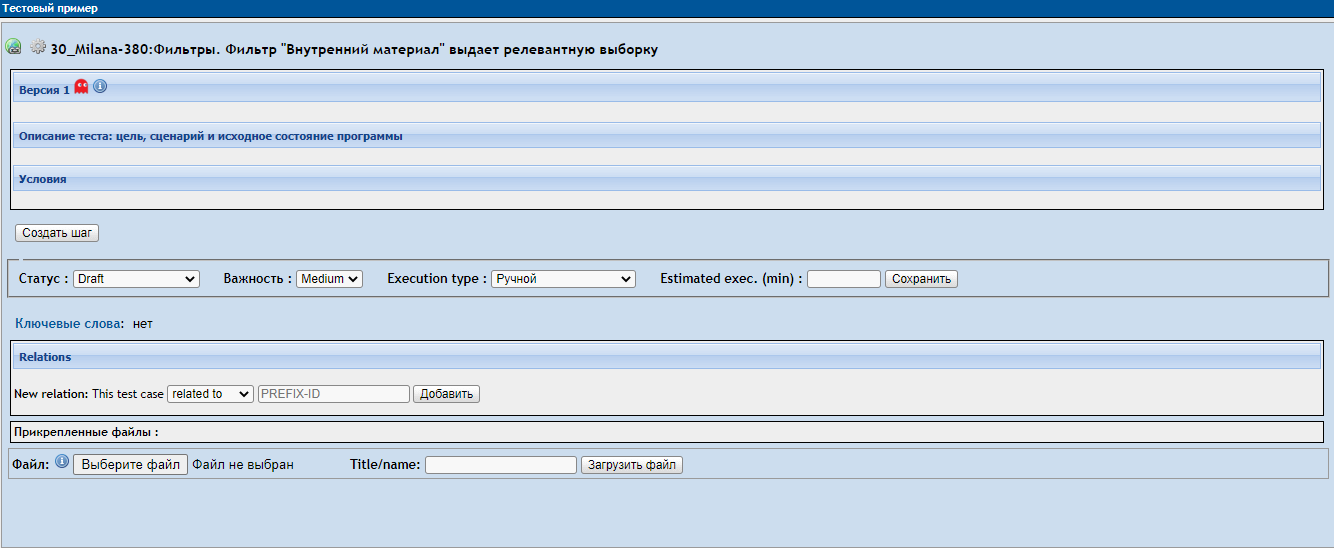 Тестовый пример
30_Milana-380:Фильтры. Фильтр "Внутренний материал" выдает релевантную выборку
Версия 1
Описание теста: цель, сценарий и исходное состояние программы
Условия
Создать шаг
Статус : Draft Важность : Medium Execution type : Ручной Estimated exec. (min) : Сохранить
Ключевые слова: нет
Relations
New relation: This test case related to PREFIX-ID Добавить
Прикрепленные файлы :
Файл: Выберите файл Файл не выбран Title/name: Загрузить файл